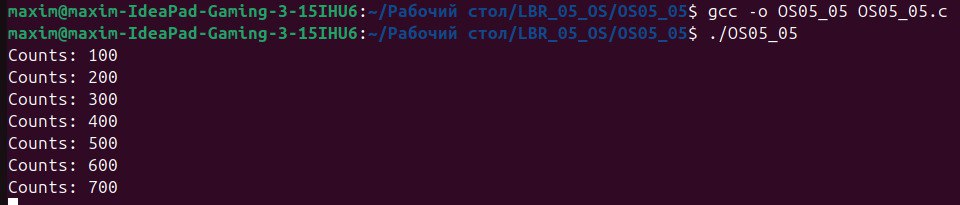 maxim@maxim-IdeaPad-Gaming-3-15IHU6:~/Рабочий стол/LBR_05_OS/OS05_05$ gcc -o OS05_05 OS05_05.c
maxim@maxim-IdeaPad-Gaming-3-15IHU6:~/Рабочий стол/LBR_05_OS/OS05_05$ ./OS05_05
Counts: 100
Counts: 200
Counts: 300
Counts: 400
Counts: 500
Counts: 600
Counts: 700